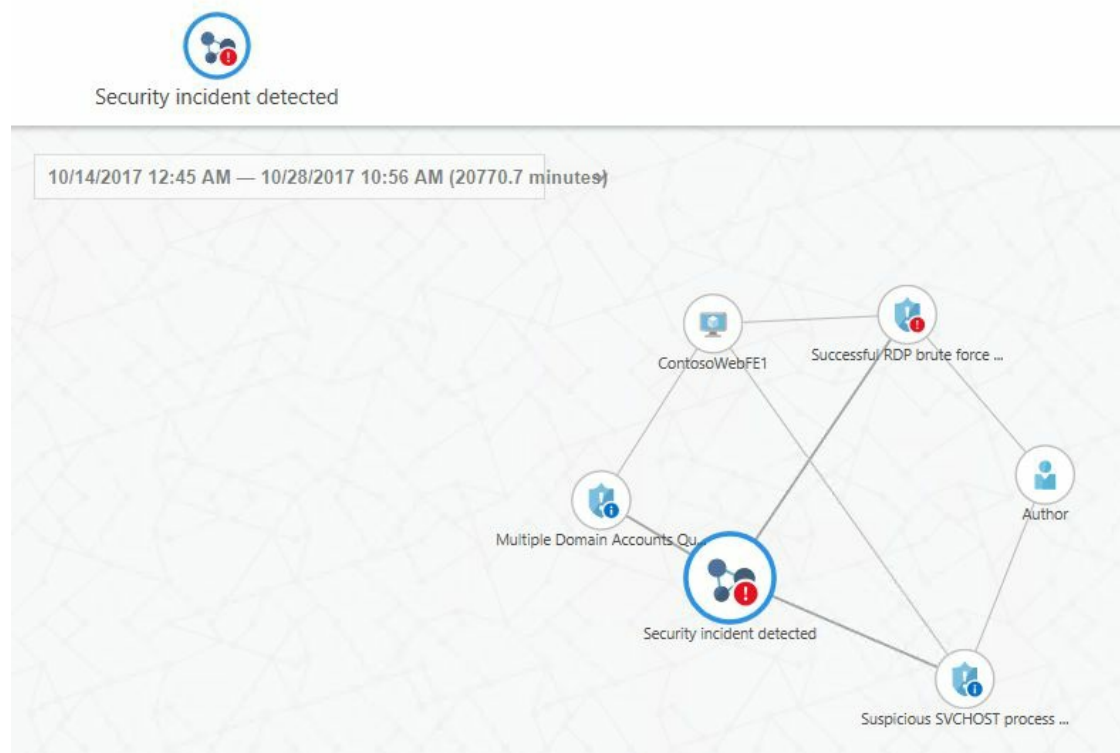 Security incident detected
10/14/2017 12:45 AM — 10/28/2017 10:56 AM (20770.7 minutes)
ContosoWebFE1
Successful RDP brute force ...
Author
Multiple Domain Accounts Qu...
Security incident detected
Suspicious SVCHOST process ...